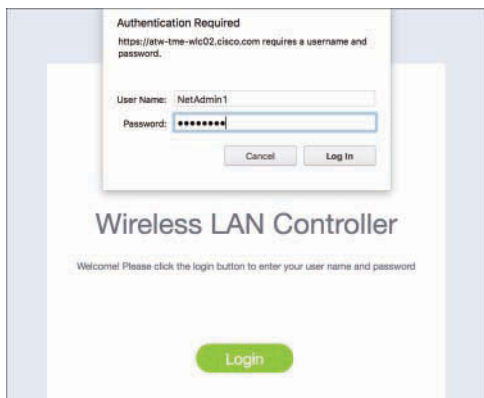 Authentication Required
https://atw-tme-wlc02.cisco.com requires a username and
password.
User Name: NetAdmin1
Password: ••••••••
Cancel Log In
Wireless LAN Controller
Welcome! Please click the login button to enter your user name and password
Login